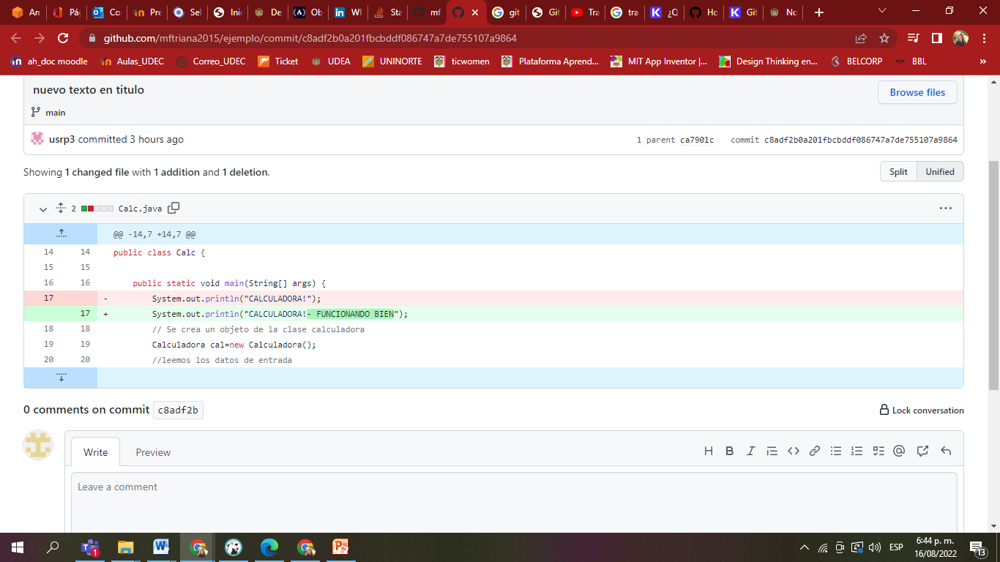 An
Pág
Co
Pre
Sel
Inic
De
Ob
WI
Sta
mf
git
Git
Tra
tra
¿Q
Ho
Git
No
github.com/mftriana2015/ejemplo/commit/c8adf2b0a201fbcbddf086747a7de755107a9864
ah_doc moodle
Aulas_UDEC
Correo_UDEC
Ticket
UDEA
UNINORTE
ticwomen
Plataforma Aprend...
MIT App Inventor |...
Design Thinking en...
BELCORP
BBL
»
nuevo texto en titulo
Browse files
main
usrp3 committed 3 hours ago
1 parent ca7901c commit c8adf2b0a201fbcbddf086747a7de755107a9864
Showing 1 changed file with 1 addition and 1 deletion.
Split Unified
2 Calc.java
@@ -14,7 +14,7 @@
14 14 public class Calc {
15 15
16 16 public static void main(String[] args) {
17 - System.out.println("CALCULADORA!");
17 + System.out.println("CALCULADORA!- FUNCIONANDO BIEN");
18 18 // Se crea un objeto de la clase calculadora
19 19 Calculadora cal=new Calculadora();
20 20 //leemos los datos de entrada
0 comments on commit c8adf2b
Lock conversation
Write Preview
Leave a comment
1
ESP
6:44 p. m.
16/08/2022
13